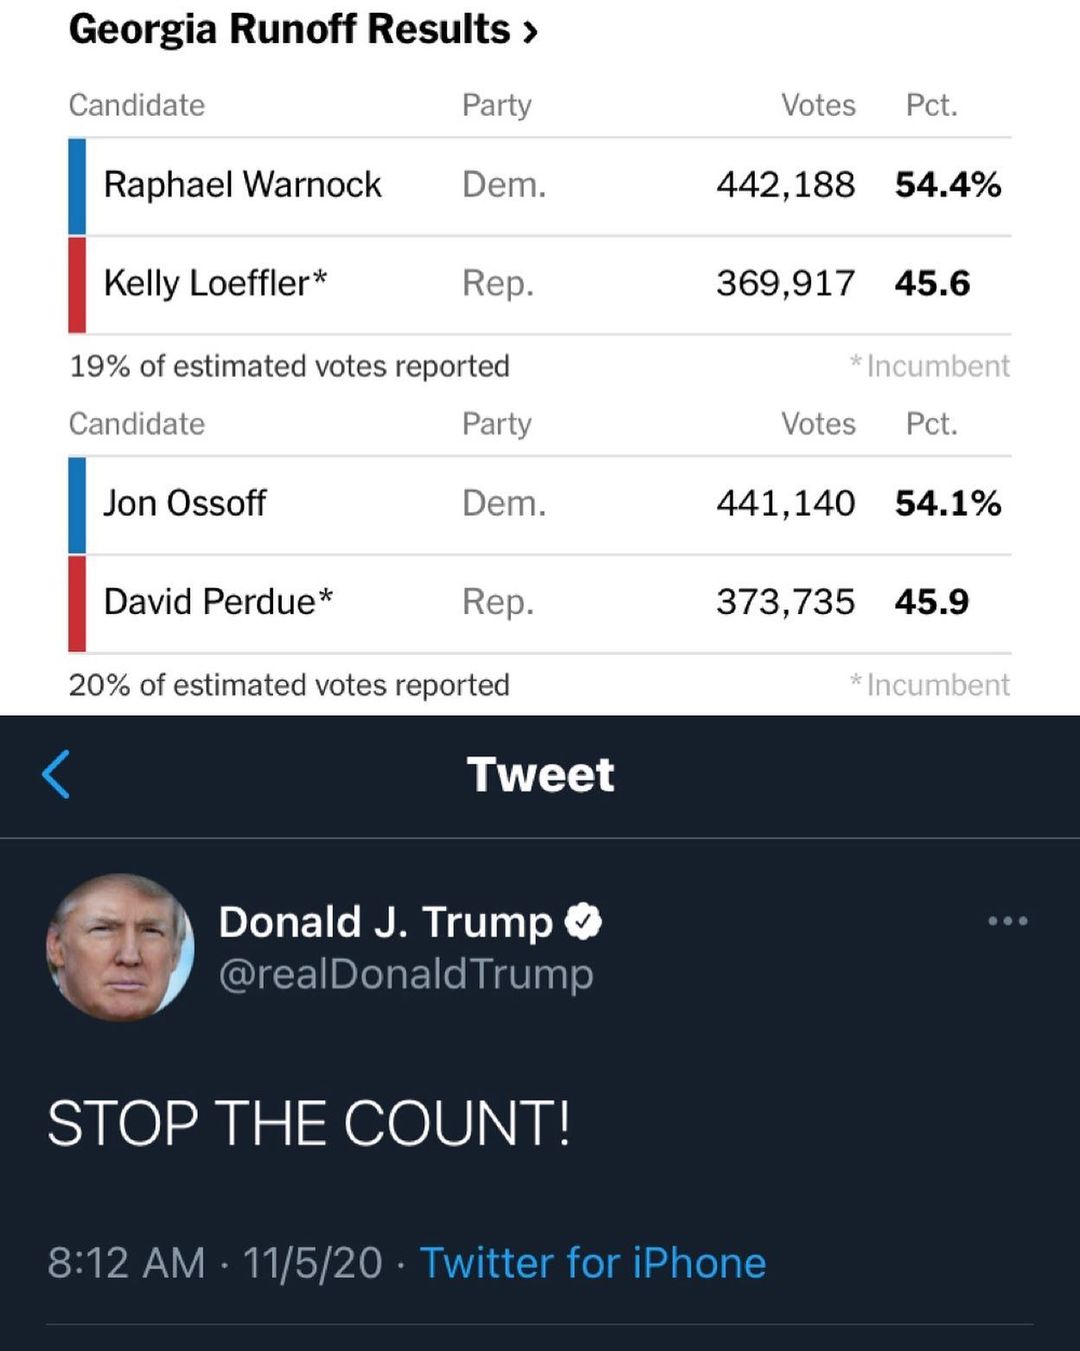 Georgia Runoff Results ›
Candidate Party Votes Pct.
Raphael Warnock Dem. 442,188 54.4%
Kelly Loeffler* Rep. 369,917 45.6
19% of estimated votes reported *Incumbent
Candidate Party Votes Pct.
Jon Ossoff Dem. 441,140 54.1%
David Perdue* Rep. 373,735 45.9
20% of estimated votes reported *Incumbent
Tweet
Donald J. Trump
@realDonaldTrump
STOP THE COUNT!
8:12 AM · 11/5/20 · Twitter for iPhone